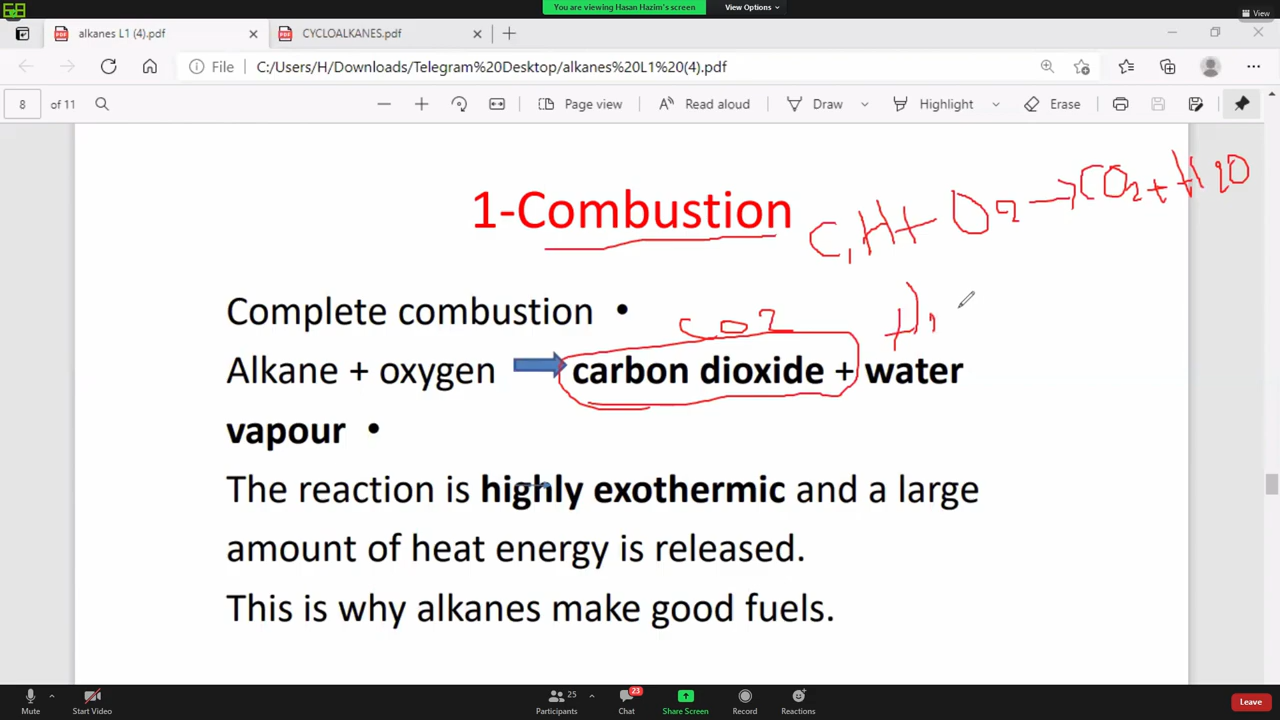 You are viewing Hasan Hazim's screen
View Options
View
alkanes L1 (4).pdf
CYCLOALKANES.pdf
File
C:/Users/H/Downloads/Telegram%20Desktop/alkanes%20L1%20(4).pdf
8 of 11
Page view
Read aloud
Draw
Highlight
Erase
1-Combustion
C,H+ O2 → CO2 + H2O
Complete combustion •
CO2
H,
Alkane + oxygen carbon dioxide + water
vapour •
The reaction is highly exothermic and a large
amount of heat energy is released.
This is why alkanes make good fuels.
Mute
Start Video
Participants 25
Chat 23
Share Screen
Record
Reactions
Leave